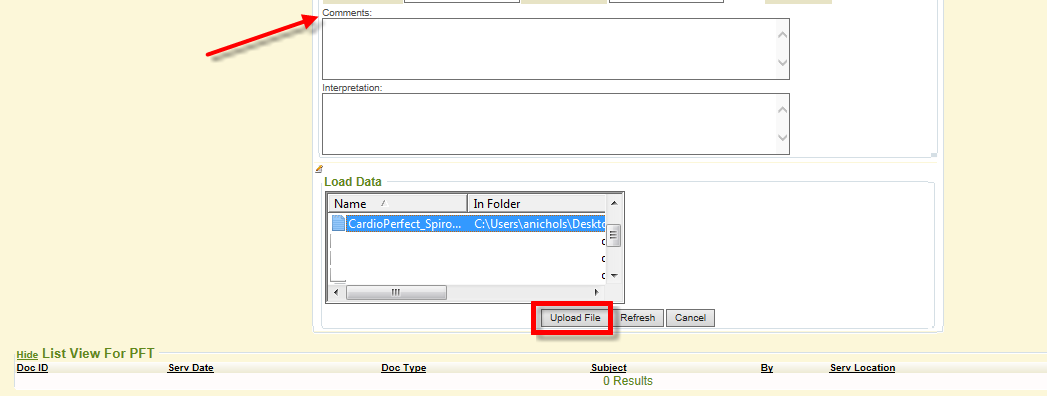 Comments:
Interpretation:
Load Data
Name In Folder
CardioPerfect_Spiro... C:\Users\anichols\Deskto
Upload File Refresh Cancel
Hide List View For PFT
Doc ID Serv Date Doc Type Subject By Serv Location
0 Results